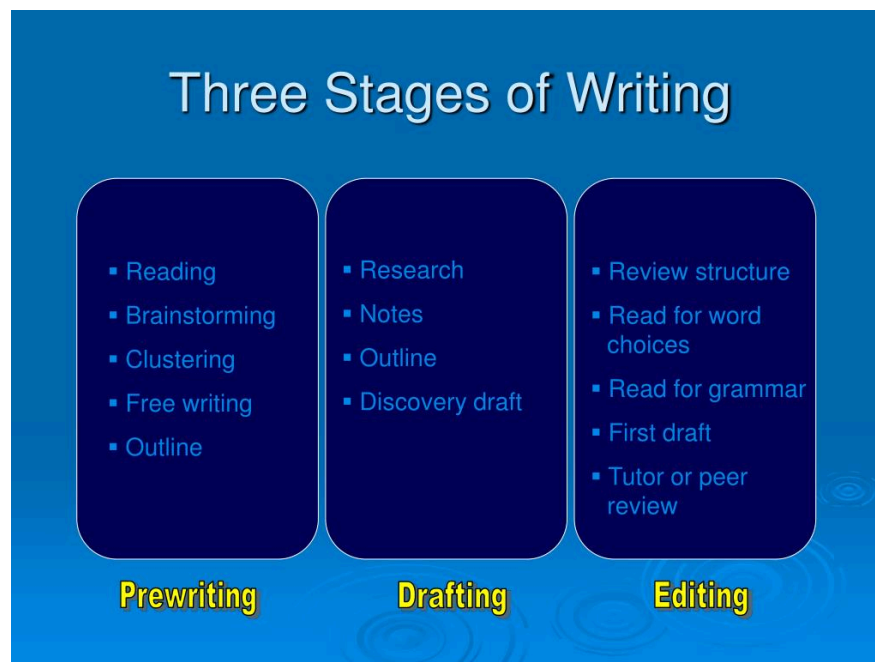 Three Stages of Writing
▪ Reading
▪ Brainstorming
▪ Clustering
▪ Free writing
▪ Outline
▪ Research
▪ Notes
▪ Outline
▪ Discovery draft
▪ Review structure
▪ Read for word
choices
▪ Read for grammar
▪ First draft
▪ Tutor or peer
review
Prewriting
Drafting
Editing